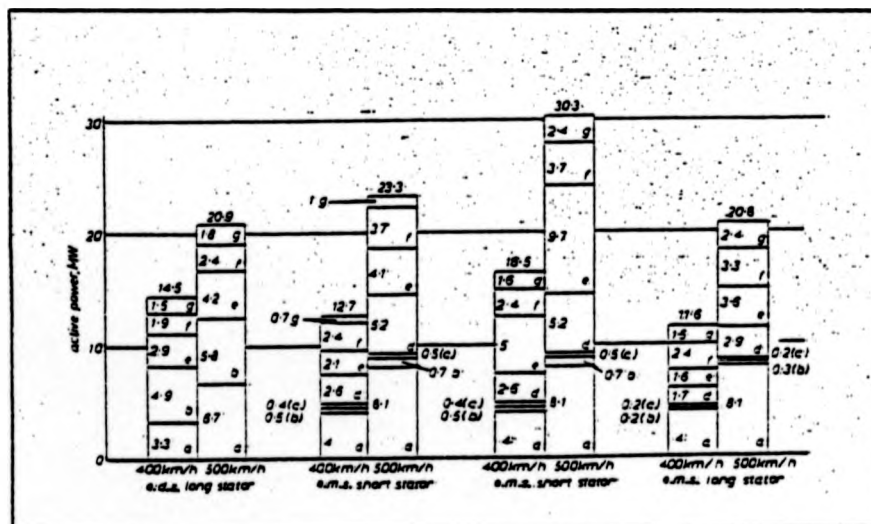 active power, MW
30
20
10
0
14·5
1·5 g
1·9 f
2·9 e
4·9 b
3·3 a
20·9
1·8 g
2·4 f
4·2 e
5·8 b
6·7 a
400km/h 500km/h
e.d.s. long stator
12·7
0·7 g
2·4 f
2·1 e
2·6 d
0·4(c)
0·5(b)
4 a
23·3
1 g
3·7 f
4·1 e
5·2 d
0·5(c)
0·7 b
8·1 a
400km/h 500km/h
e.m.s. short stator
16·5
1·6 g
2·4 f
5 e
2·6 d
0·4(c)
0·5(b)
4 a
30·3
2·4 g
3·7 f
9·7 e
5·2 d
0·5(c)
0·7 b
8·1 a
400km/h 500km/h
e.m.s. short stator
11·6
1·5 g
2·4 f
1·6 e
1·7 d
0·2(c)
0·2(b)
4 a
20·8
2·4 g
3·3 f
3·6 e
2·9 d
0·2(c)
0·3(b)
8·1 a
400km/h 500km/h
e.m.s. long stator